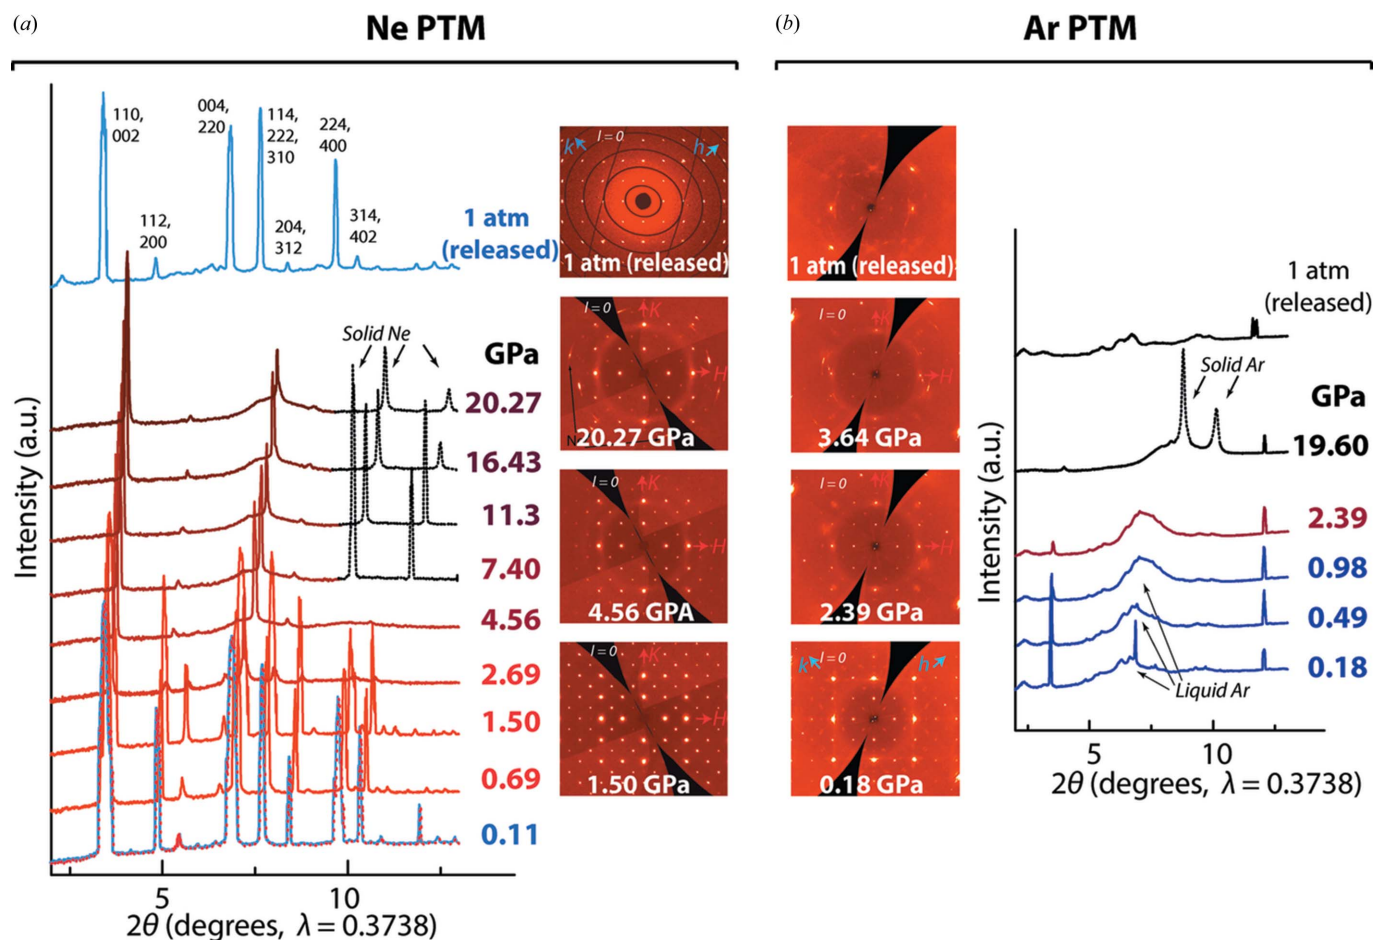 (a)
Ne PTM
110,
002
004,
220
114,
222,
310
224,
400
112,
200
204,
312
314,
402
1 atm
(released)
Solid Ne
GPa
20.27
16.43
11.3
7.40
4.56
2.69
1.50
0.69
0.11
Intensity (a.u.)
5
10
2θ (degrees, λ = 0.3738)
k
l=0
h
1 atm (released)
l=0
K
H
N
20.27 GPa
l=0
K
H
4.56 GPA
l=0
K
H
1.50 GPa
(b)
Ar PTM
1 atm (released)
l=0
K
H
3.64 GPa
l=0
K
H
2.39 GPa
k
l=0
h
0.18 GPa
1 atm
(released)
Solid Ar
GPa
19.60
2.39
0.98
0.49
0.18
Liquid Ar
Intensity (a.u.)
5
10
2θ (degrees, λ = 0.3738)